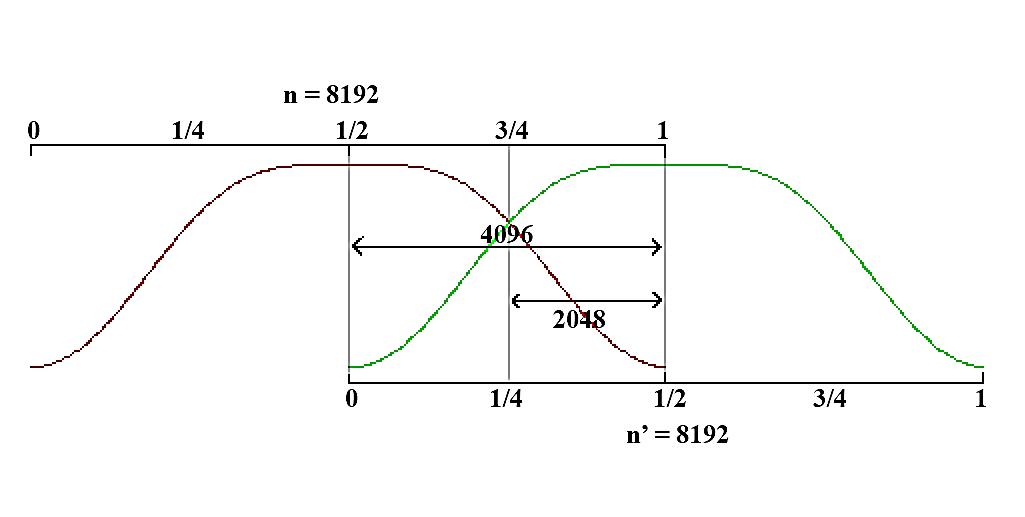 n = 8192
0 1/4 1/2 3/4 1
4096
2048
0 1/4 1/2 3/4 1
n’ = 8192